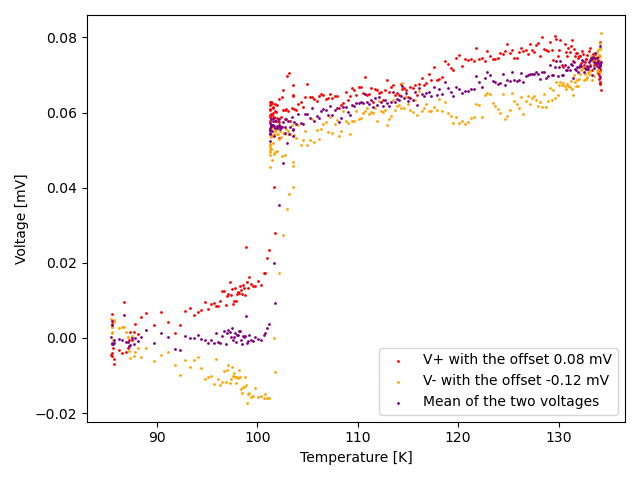 0.08
0.06
0.04
0.02
0.00
−0.02
Voltage [mV]
90
100
110
120
130
Temperature [K]
V+ with the offset 0.08 mV
V- with the offset -0.12 mV
Mean of the two voltages